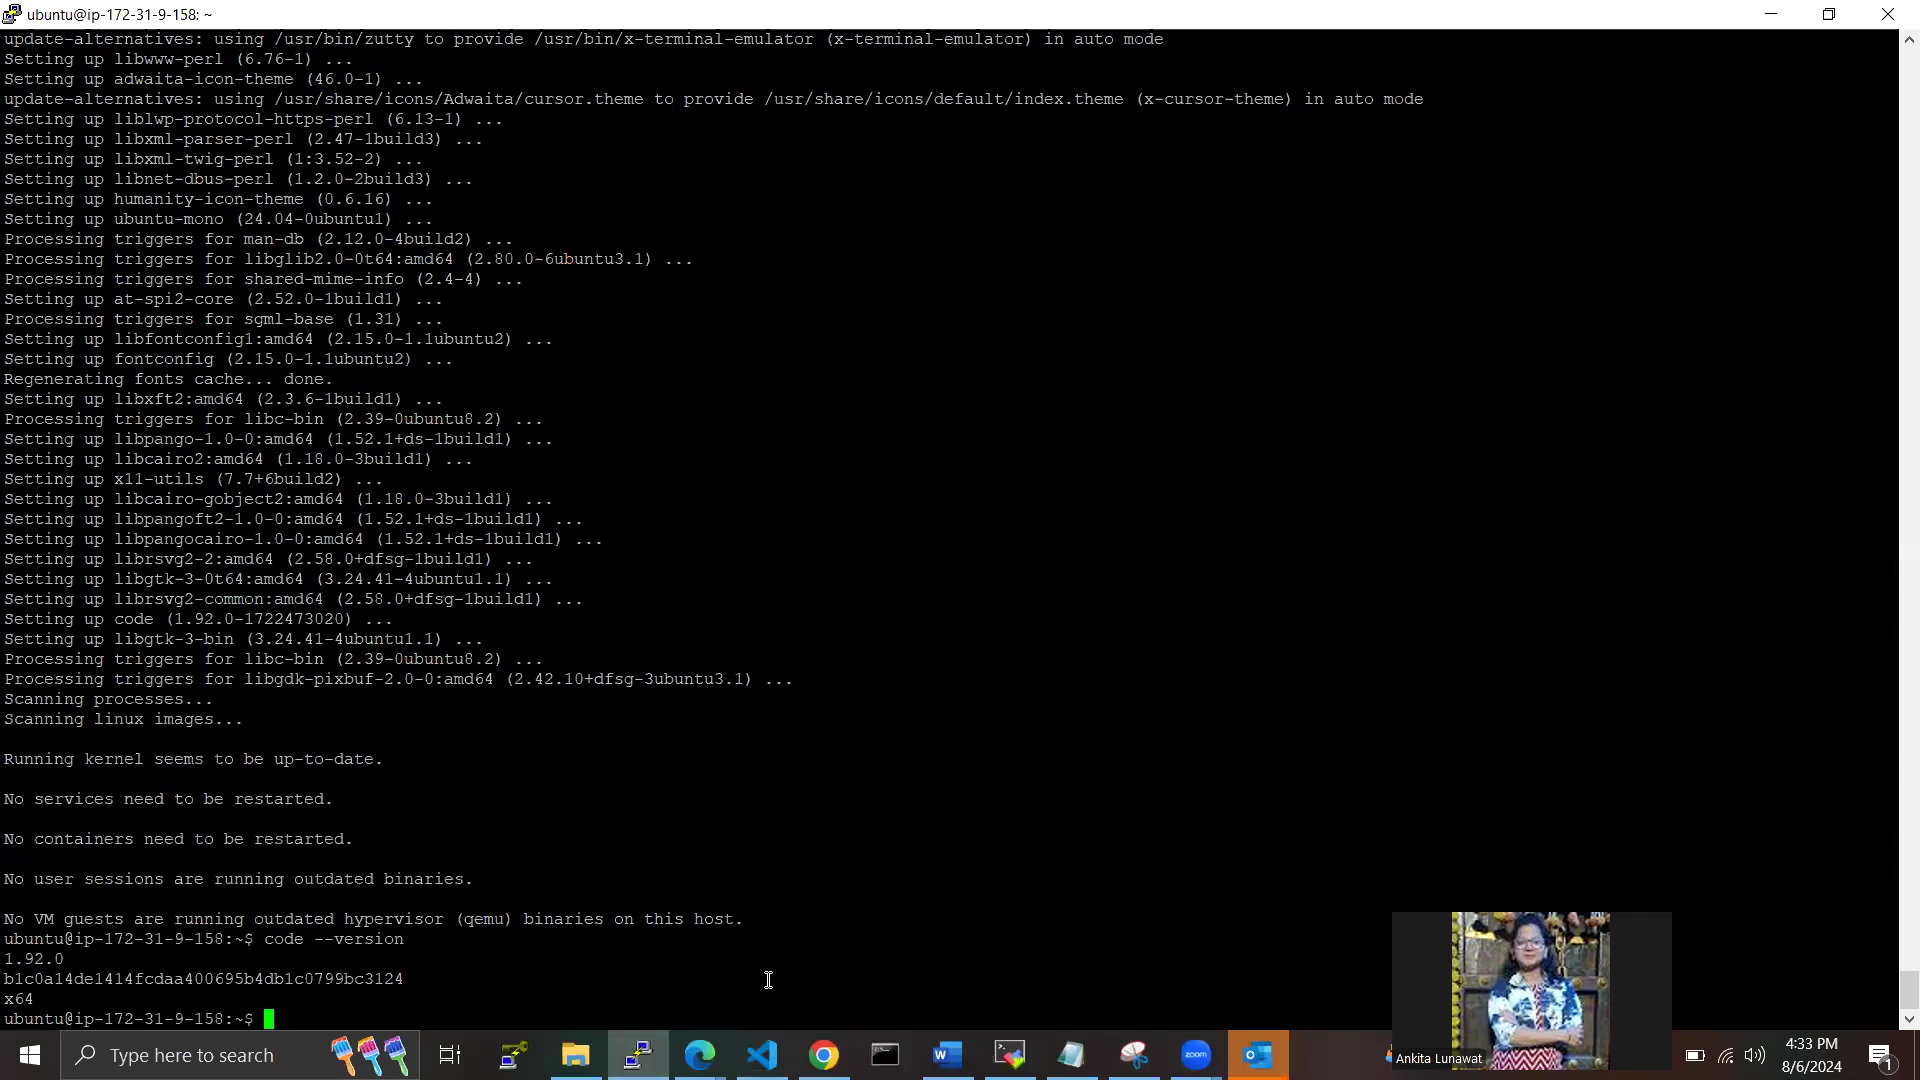 ubuntu@ip-172-31-9-158: ~
update-alternatives: using /usr/bin/zutty to provide /usr/bin/x-terminal-emulator (x-terminal-emulator) in auto mode
Setting up libwww-perl (6.76-1) ...
Setting up adwaita-icon-theme (46.0-1) ...
update-alternatives: using /usr/share/icons/Adwaita/cursor.theme to provide /usr/share/icons/default/index.theme (x-cursor-theme) in auto mode
Setting up liblwp-protocol-https-perl (6.13-1) ...
Setting up libxml-parser-perl (2.47-1build3) ...
Setting up libxml-twig-perl (1:3.52-2) ...
Setting up libnet-dbus-perl (1.2.0-2build3) ...
Setting up humanity-icon-theme (0.6.16) ...
Setting up ubuntu-mono (24.04-0ubuntu1) ...
Processing triggers for man-db (2.12.0-4build2) ...
Processing triggers for libglib2.0-0t64:amd64 (2.80.0-6ubuntu3.1) ...
Processing triggers for shared-mime-info (2.4-4) ...
Setting up at-spi2-core (2.52.0-1build1) ...
Processing triggers for sgml-base (1.31) ...
Setting up libfontconfig1:amd64 (2.15.0-1.1ubuntu2) ...
Setting up fontconfig (2.15.0-1.1ubuntu2) ...
Regenerating fonts cache... done.
Setting up libxft2:amd64 (2.3.6-1build1) ...
Processing triggers for libc-bin (2.39-0ubuntu8.2) ...
Setting up libpango-1.0-0:amd64 (1.52.1+ds-1build1) ...
Setting up libcairo2:amd64 (1.18.0-3build1) ...
Setting up x11-utils (7.7+6build2) ...
Setting up libcairo-gobject2:amd64 (1.18.0-3build1) ...
Setting up libpangoft2-1.0-0:amd64 (1.52.1+ds-1build1) ...
Setting up libpangocairo-1.0-0:amd64 (1.52.1+ds-1build1) ...
Setting up librsvg2-2:amd64 (2.58.0+dfsg-1build1) ...
Setting up libgtk-3-0t64:amd64 (3.24.41-4ubuntu1.1) ...
Setting up librsvg2-common:amd64 (2.58.0+dfsg-1build1) ...
Setting up code (1.92.0-1722473020) ...
Setting up libgtk-3-bin (3.24.41-4ubuntu1.1) ...
Processing triggers for libc-bin (2.39-0ubuntu8.2) ...
Processing triggers for libgdk-pixbuf-2.0-0:amd64 (2.42.10+dfsg-3ubuntu3.1) ...
Scanning processes...
Scanning linux images...
Running kernel seems to be up-to-date.
No services need to be restarted.
No containers need to be restarted.
No user sessions are running outdated binaries.
No VM guests are running outdated hypervisor (qemu) binaries on this host.
ubuntu@ip-172-31-9-158:~$ code --version
1.92.0
b1c0a14de1414fcdaa400695b4db1c0799bc3124
x64
ubuntu@ip-172-31-9-158:~$
Ankita Lunawat
Type here to search
zoom
4:33 PM
8/6/2024
1